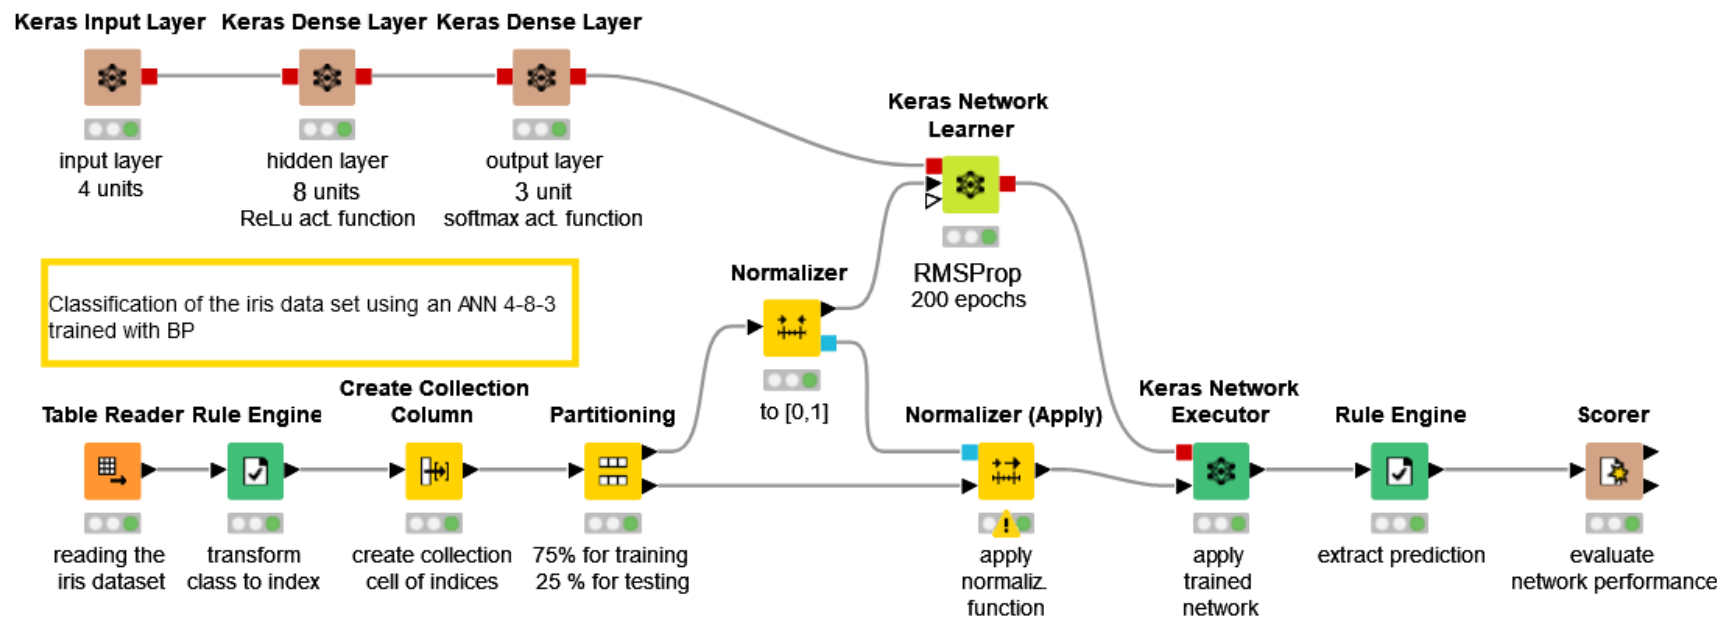 Keras Input Layer
Keras Dense Layer
Keras Dense Layer
input layer
4 units
hidden layer
8 units
ReLu act. function
output layer
3 unit
softmax act. function
Keras Network
Learner
RMSProp
200 epochs
Classification of the iris data set using an ANN 4-8-3
trained with BP
Normalizer
to [0,1]
Table Reader
reading the
iris dataset
Rule Engine
transform
class to index
Create Collection
Column
create collection
cell of indices
Partitioning
75% for training
25 % for testing
Normalizer (Apply)
apply
normaliz.
function
Keras Network
Executor
apply
trained
network
Rule Engine
extract prediction
Scorer
evaluate
network performance